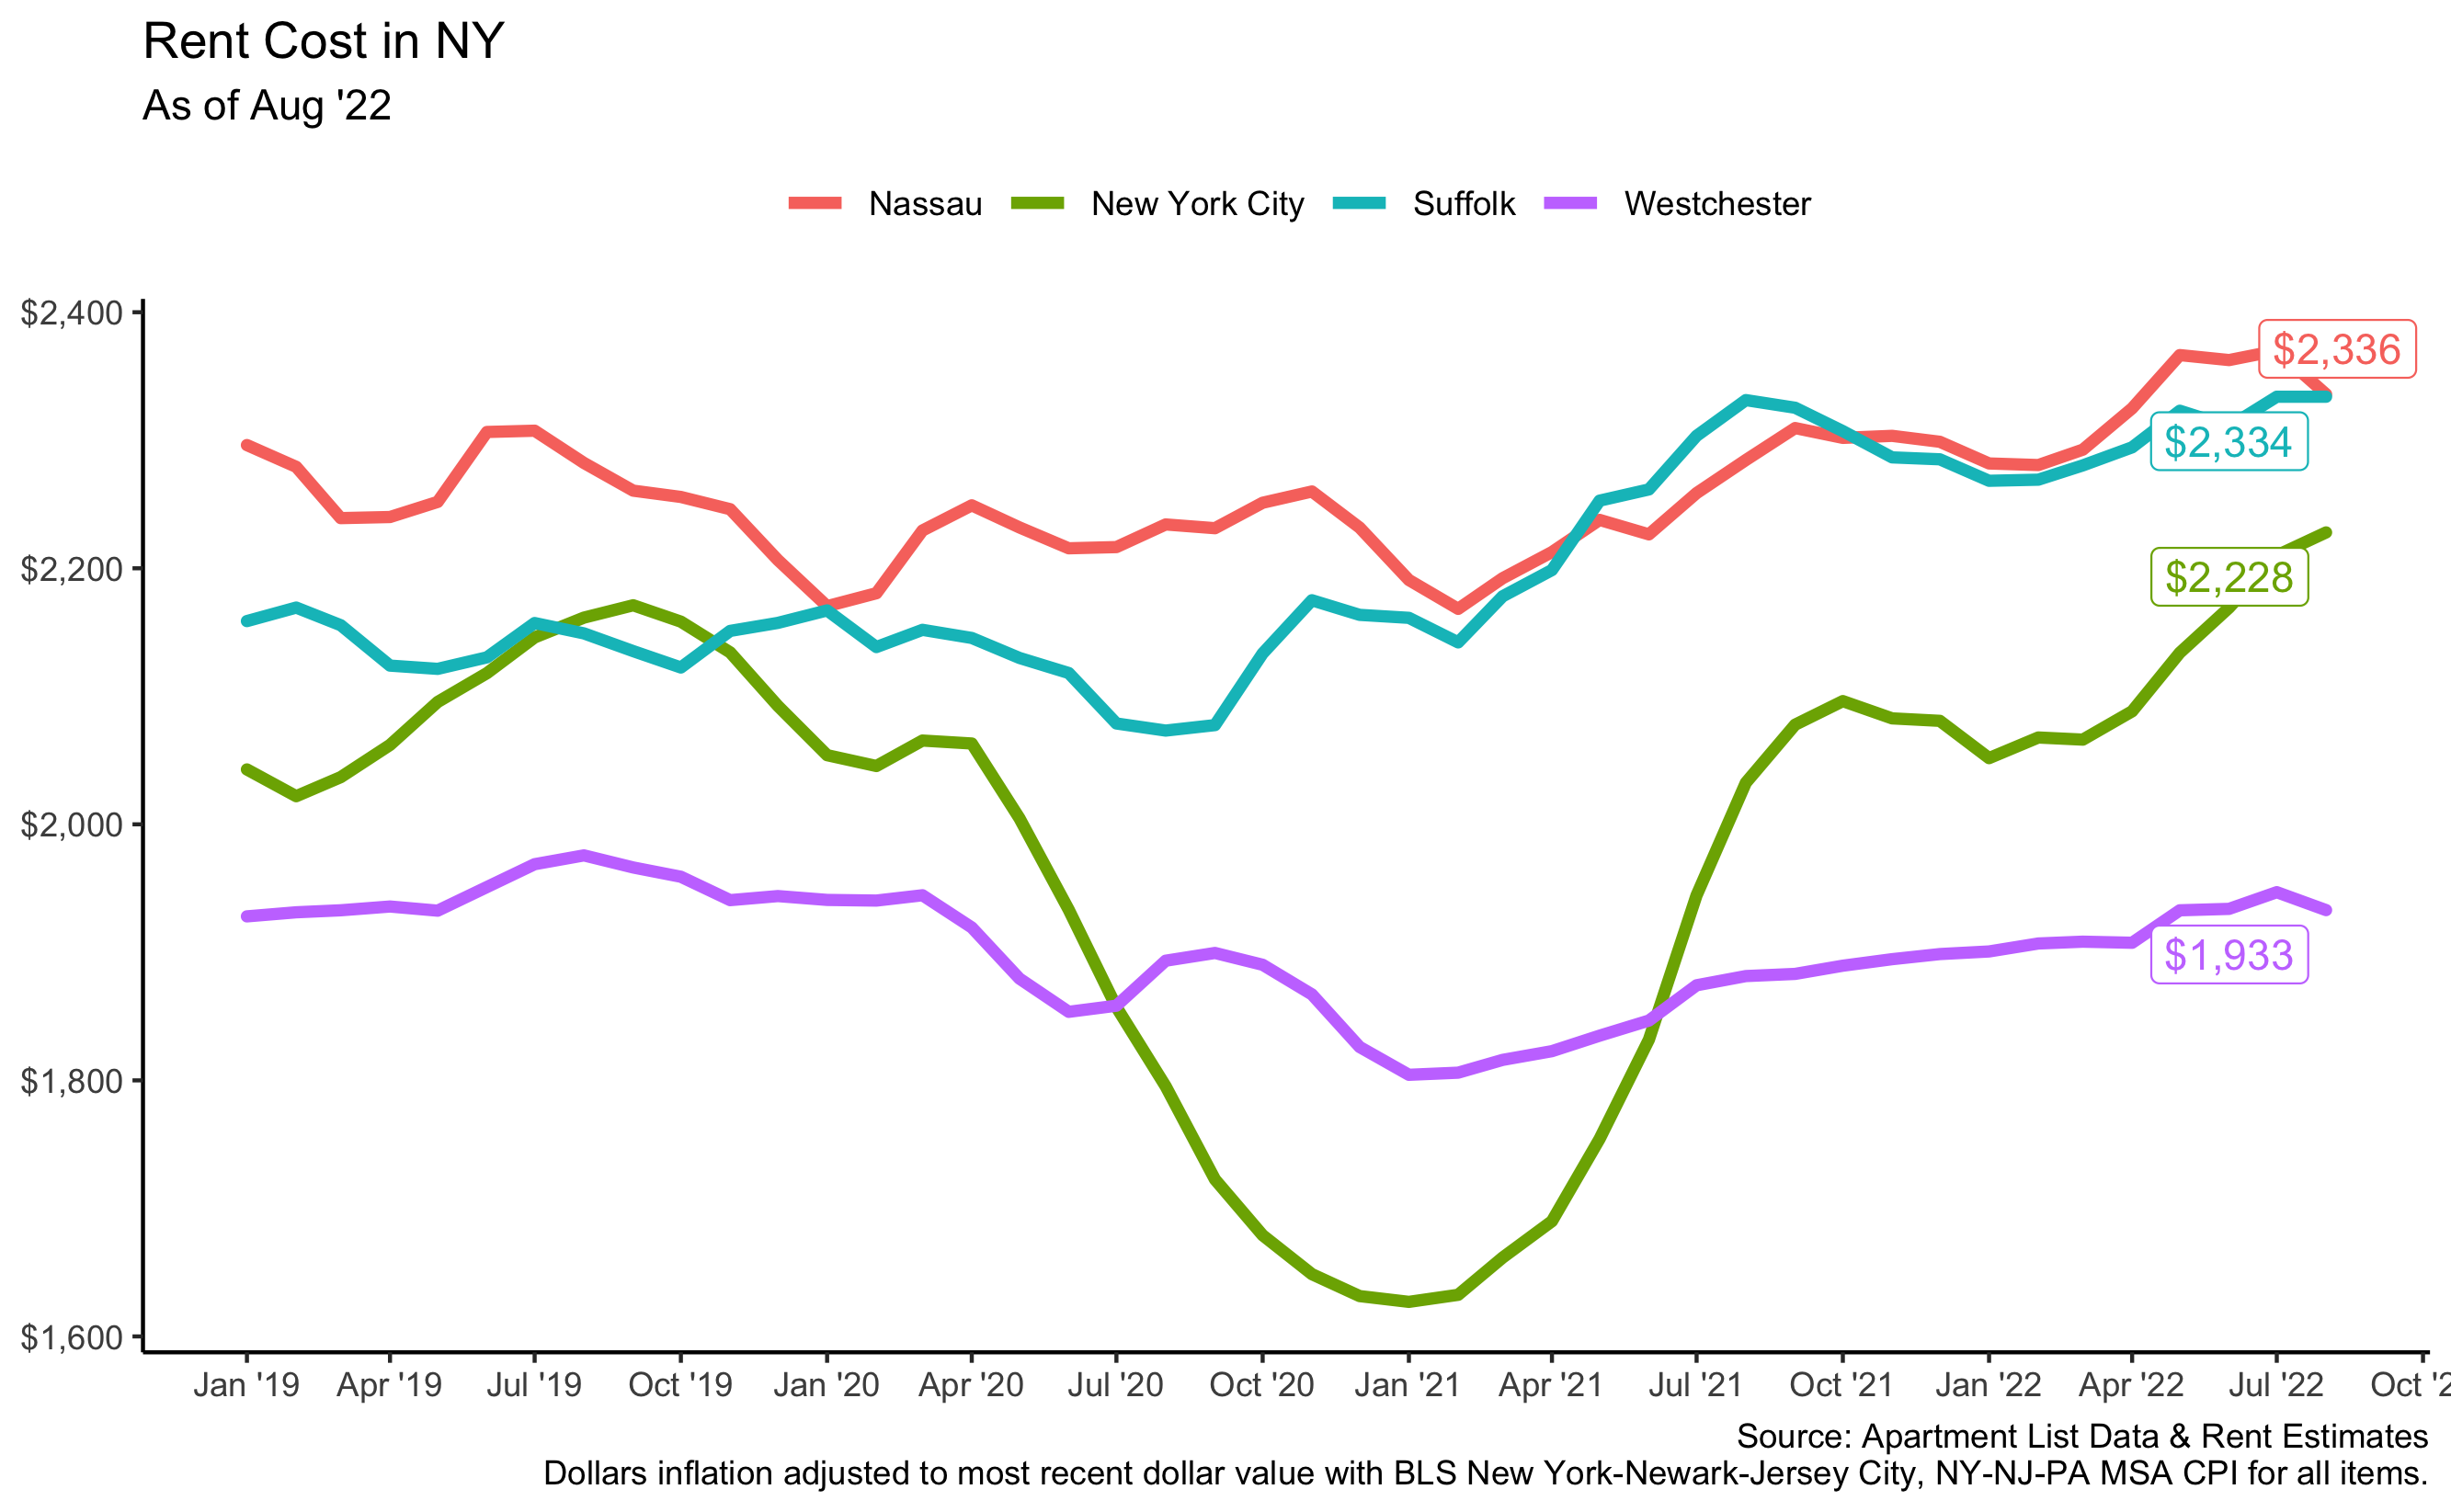 Rent Cost in NY
As of Aug '22
Nassau New York City Suffolk Westchester
$2,400
$2,336
$2,334
$2,200
$2,228
$2,000
$1,933
$1,800
$1,600
Jan '19 Apr '19 Jul '19 Oct '19 Jan '20 Apr '20 Jul '20 Oct '20 Jan '21 Apr '21 Jul '21 Oct '21 Jan '22 Apr '22 Jul '22 Oct '2
Source: Apartment List Data & Rent Estimates
Dollars inflation adjusted to most recent dollar value with BLS New York-Newark-Jersey City, NY-NJ-PA MSA CPI for all items.